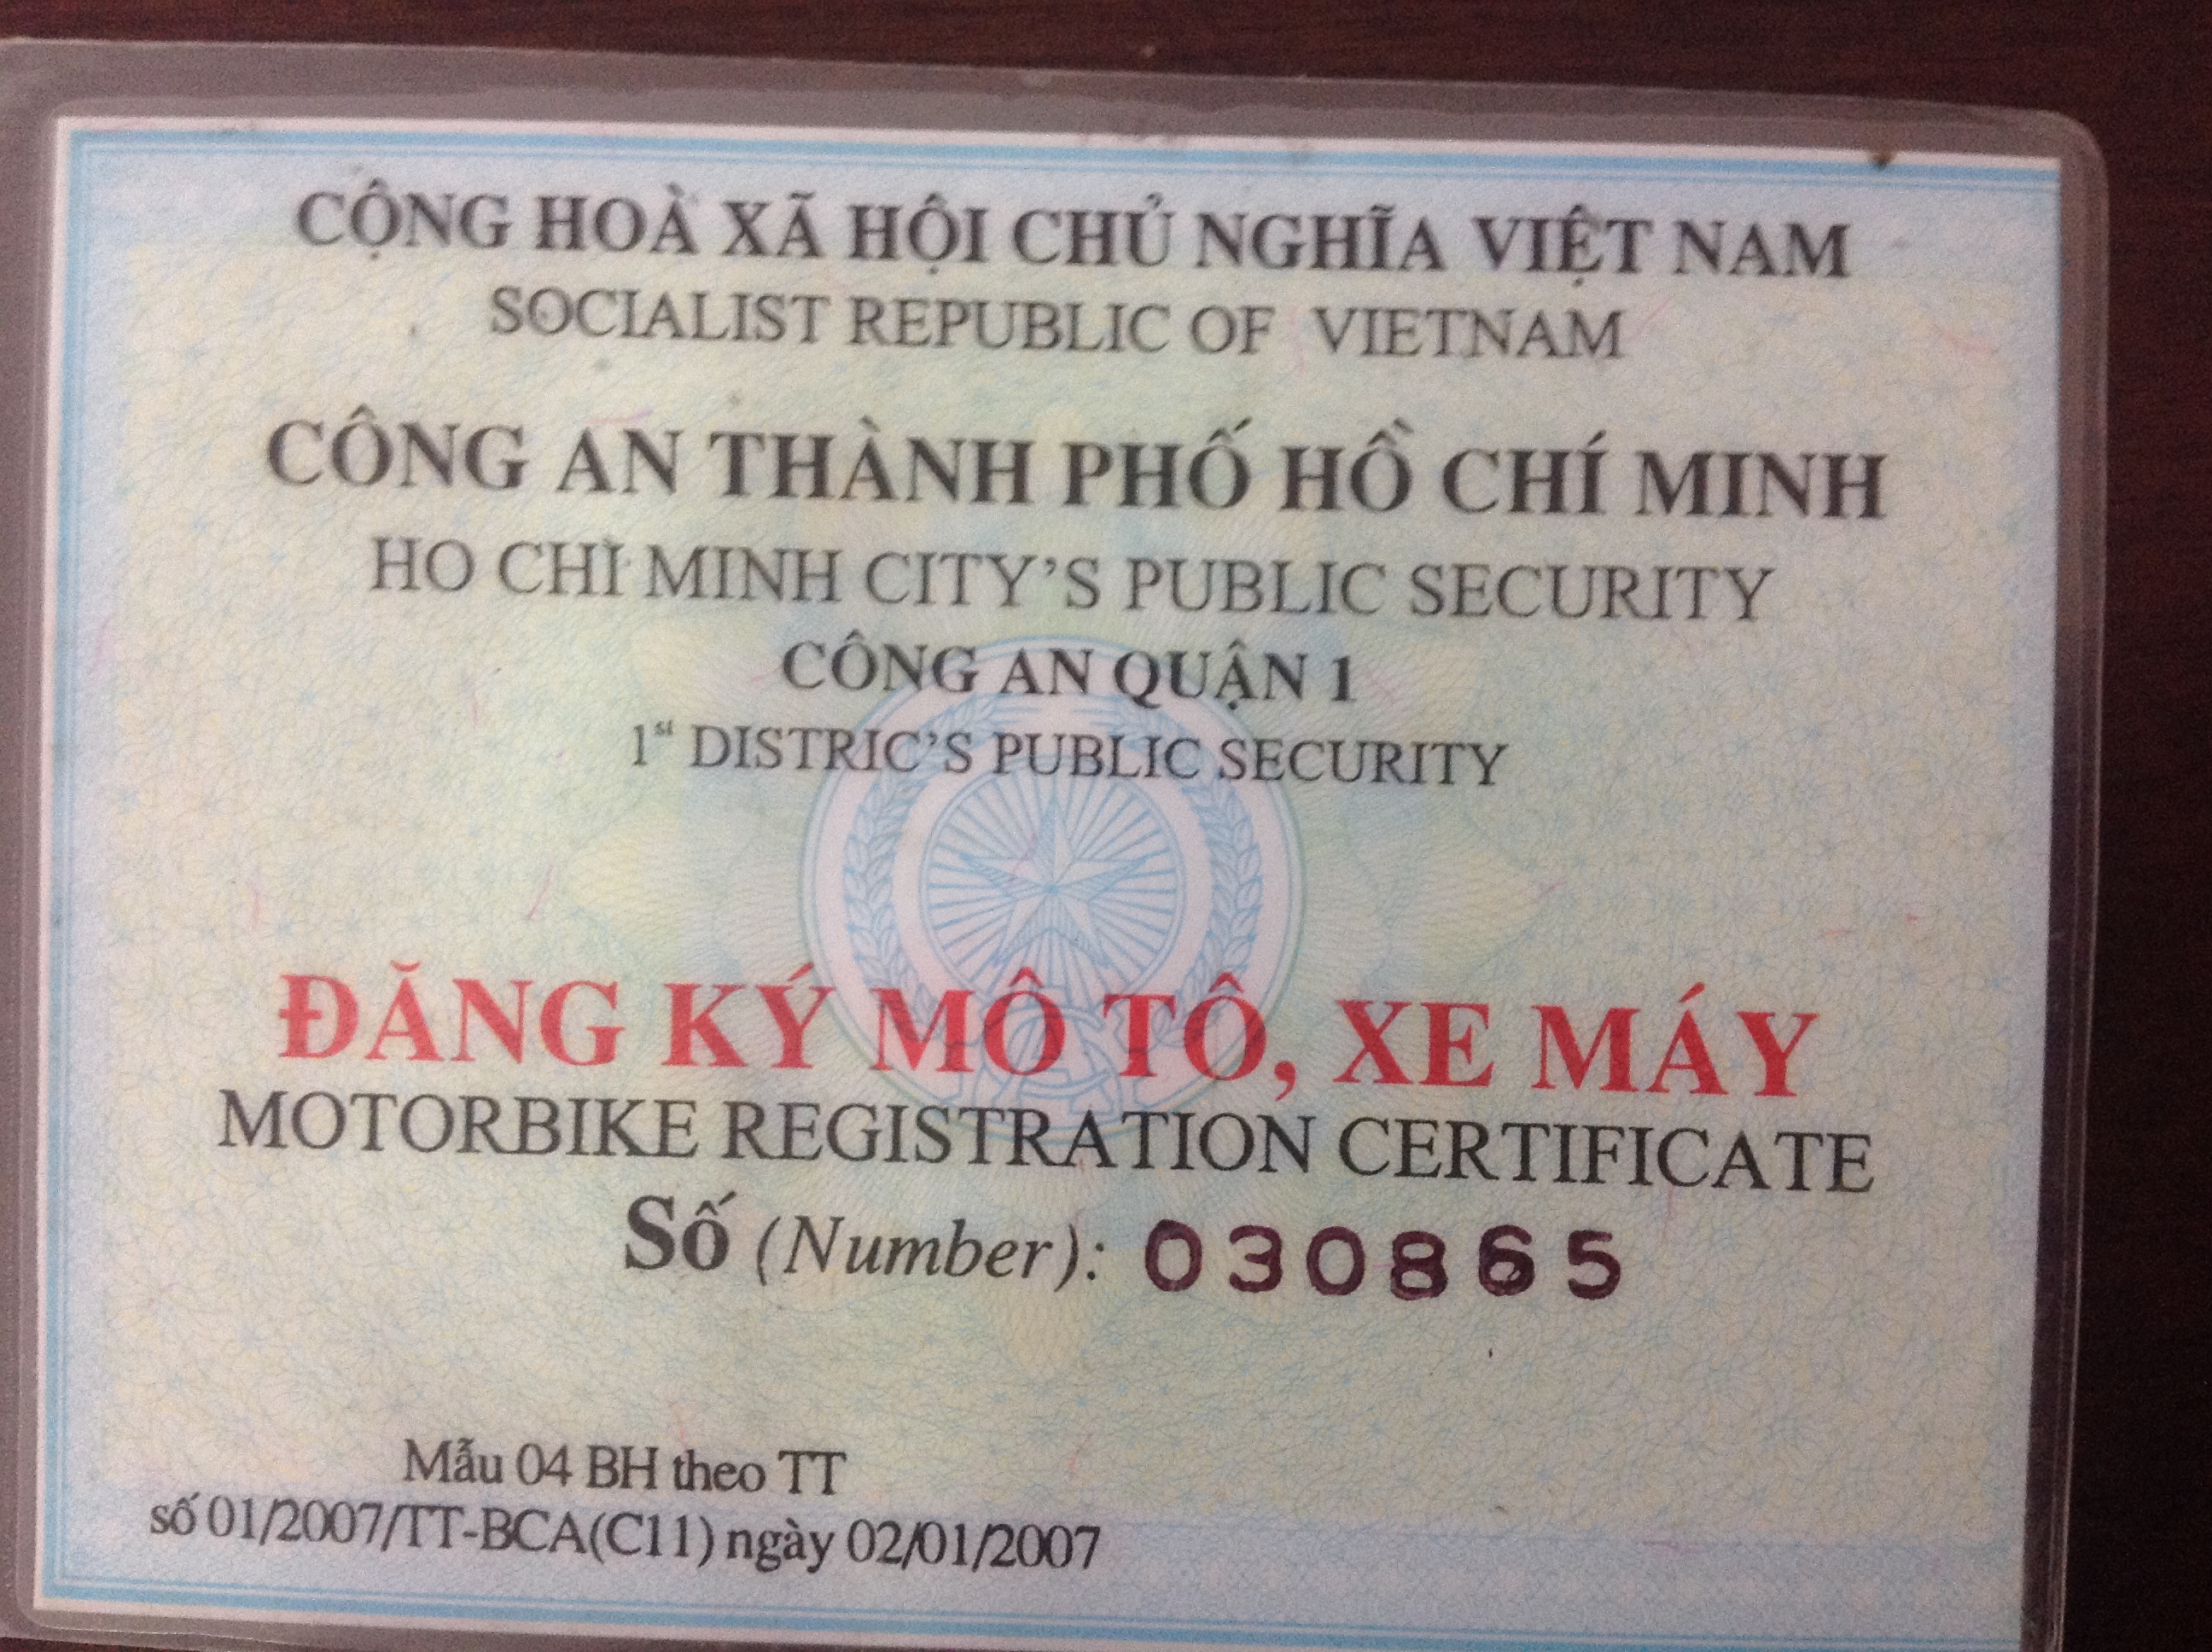 CỘNG HOÀ XÃ HỘI CHỦ NGHĨA VIỆT NAM
SOCIALIST REPUBLIC OF VIETNAM
CÔNG AN THÀNH PHỐ HỒ CHÍ MINH
HO CHI MINH CITY’S PUBLIC SECURITY
CÔNG AN QUẬN 1
1st DISTRIC’S PUBLIC SECURITY
ĐĂNG KÝ MÔ TÔ, XE MÁY
MOTORBIKE REGISTRATION CERTIFICATE
Số (Number): 030865
Mẫu 04 BH theo TT
số 01/2007/TT-BCA(C11) ngày 02/01/2007